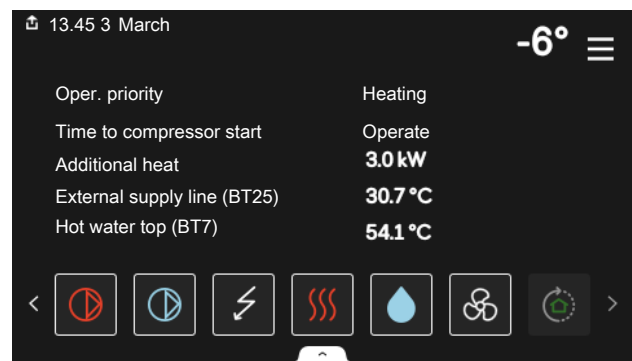 13.45 3 March
-6°
Oper. priority Heating
Time to compressor start Operate
Additional heat 3.0 kW
External supply line (BT25) 30.7 °C
Hot water top (BT7) 54.1 °C